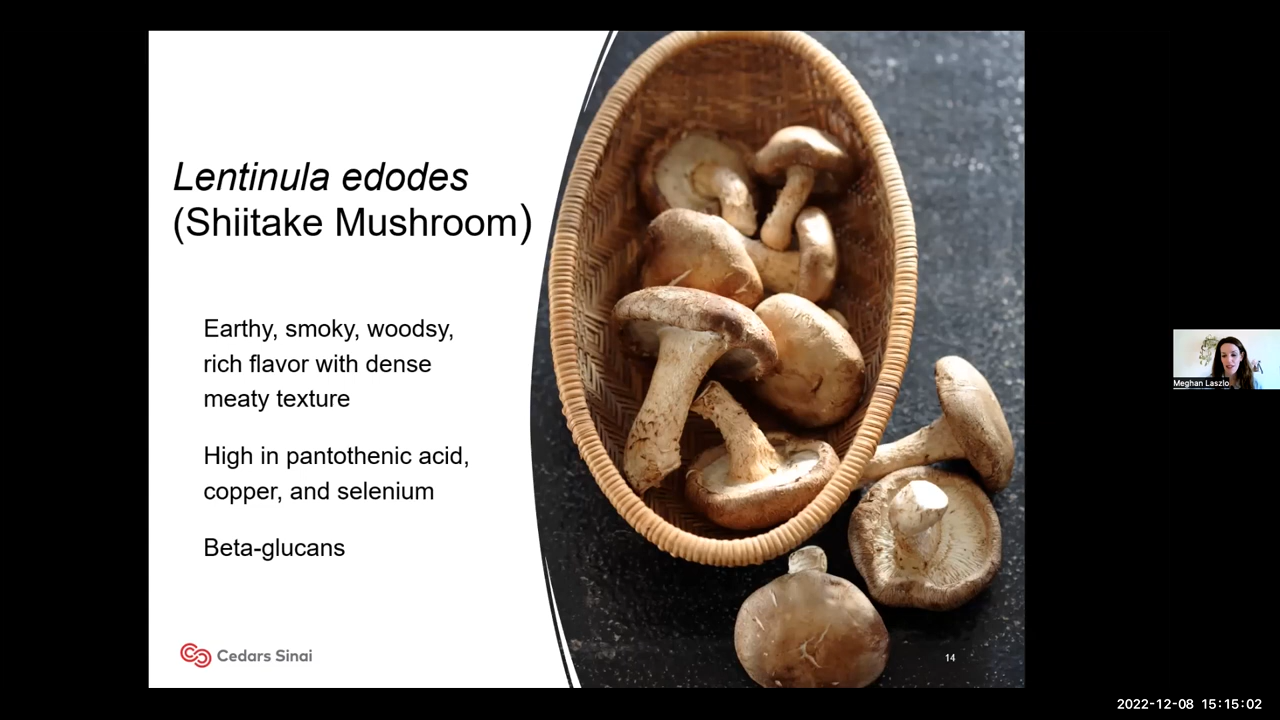 Lentinula edodes
(Shiitake Mushroom)
Earthy, smoky, woodsy,
rich flavor with dense
meaty texture
High in pantothenic acid,
copper, and selenium
Beta-glucans
Cedars Sinai
14
Meghan Laszlo
2022-12-08 15:15:02